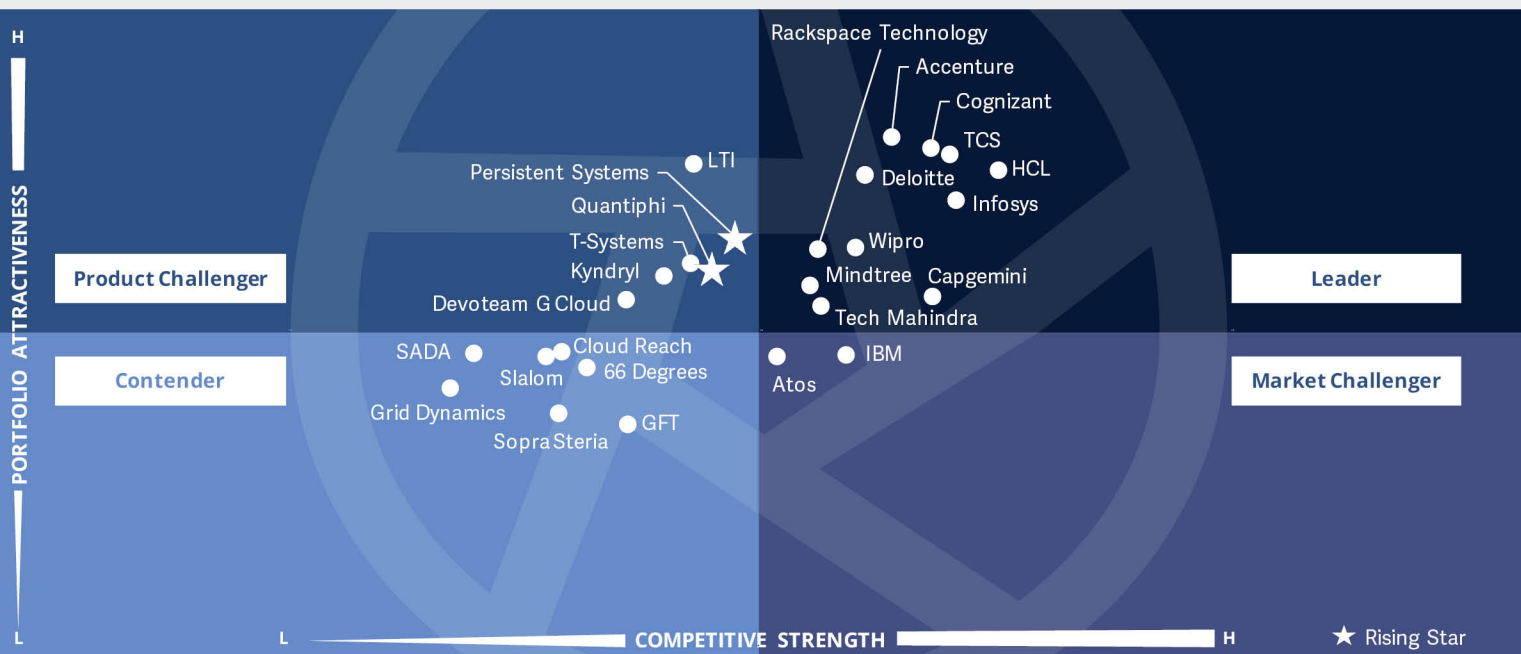 H
Rackspace Technology
Accenture
Cognizant
TCS
LTI
HCL
Persistent Systems
Deloitte
Infosys
Quantiphi
T-Systems
Wipro
Kyndryl
Mindtree
Capgemini
Product Challenger
Leader
Devoteam G Cloud
Tech Mahindra
PORTFOLIO ATTRACTIVENESS
SADA
Cloud Reach
IBM
66 Degrees
Slalom
Contender
Atos
Market Challenger
Grid Dynamics
GFT
Sopra Steria
L
L
COMPETITIVE STRENGTH
H
Rising Star